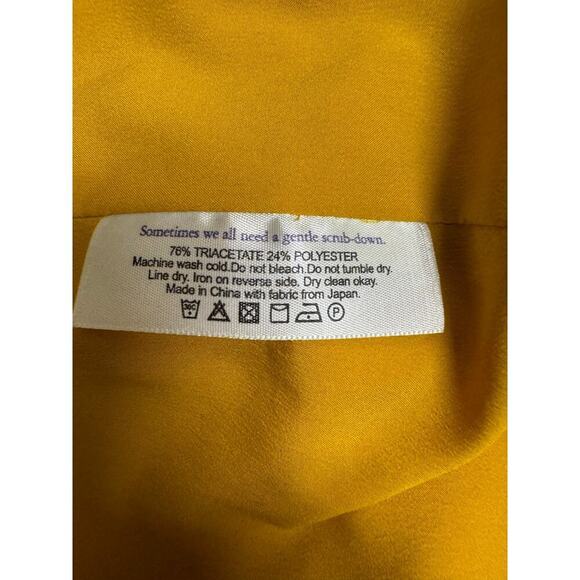 Sometimes we all need a gentle scrub-down.
76% TRIACETATE 24% POLYESTER
Machine wash cold.Do not bleach.Do not tumble dry.
Line dry. Iron on reverse side. Dry clean okay.
Made in China with fabric from Japan.
30C P